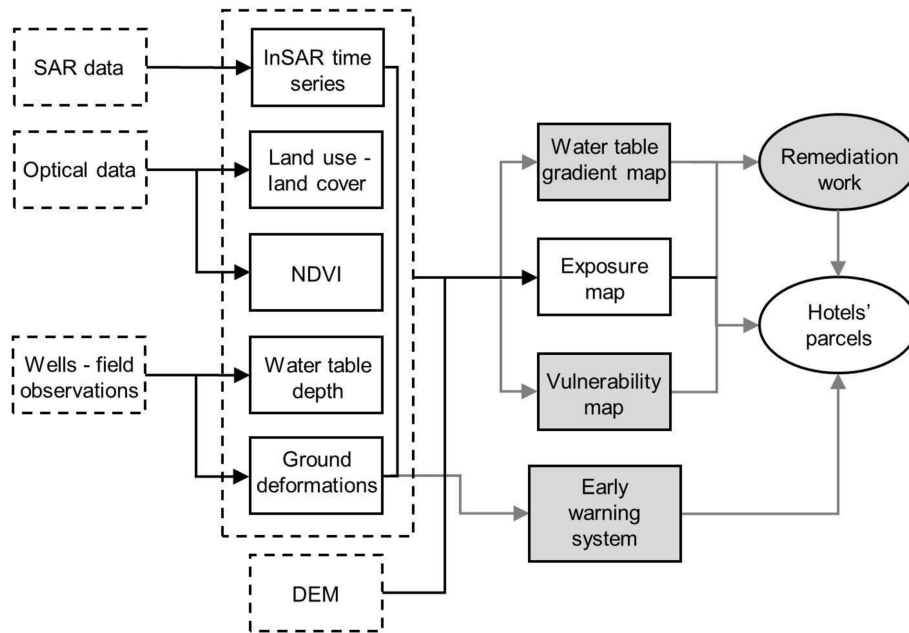 SAR data
InSAR time
series
Optical data
Land use -
land cover
NDVI
Wells - field
observations
Water table
depth
Ground
deformations
DEM
Water table
gradient map
Exposure
map
Vulnerability
map
Early
warning
system
Remediation
work
Hotels’
parcels